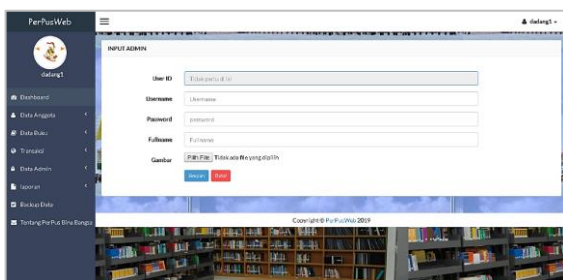 PerPusWeb
dadang1
dadang1
Dashboard
Data Anggota
Data Buku
Transaksi
Data Admin
laporan
Backup Data
Tentang PerPus Bina Bangsa
INPUT ADMIN
User ID
Tidak perlu di isi
Username
Username
Password
password
Fullname
Fullname
Gambar
Pilih File Tidak ada file yang dipilih
Simpan Batal
Copyright © PerPusWeb 2019